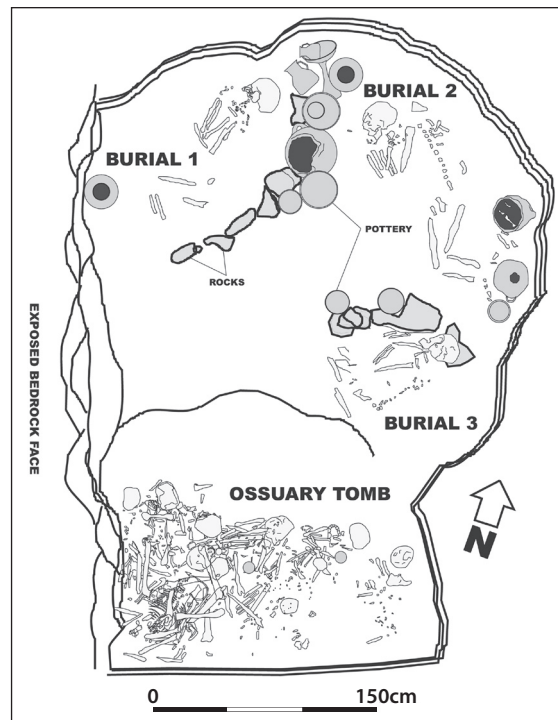 BURIAL 1
BURIAL 2
POTTERY
ROCKS
EXPOSED BEDROCK FACE
BURIAL 3
OSSUARY TOMB
N
0 150cm